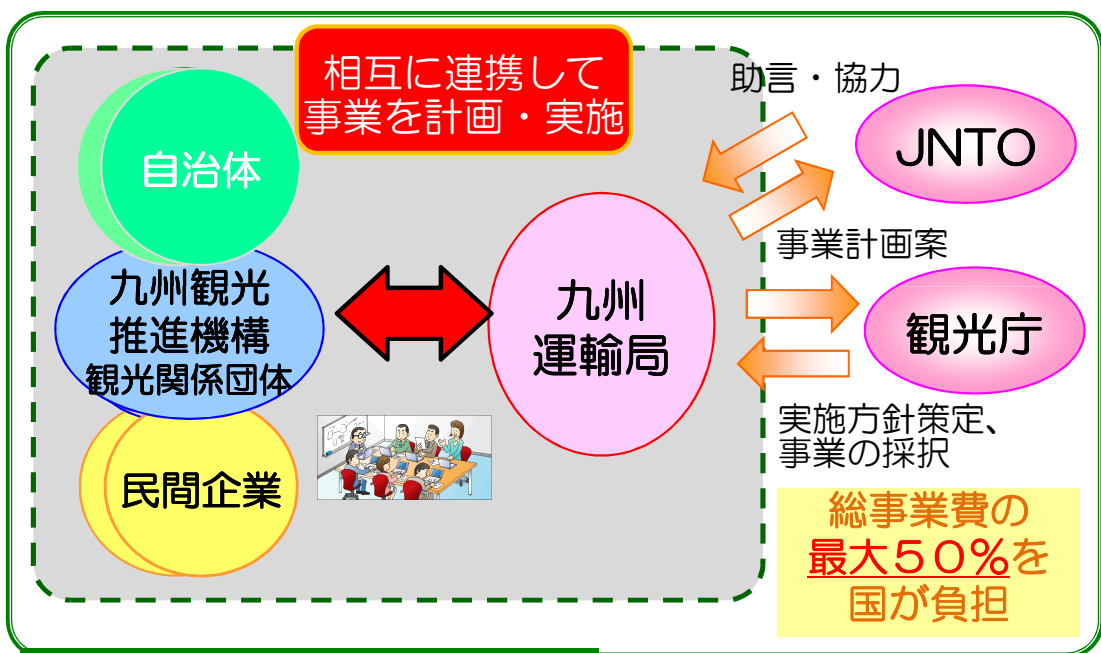 相互に連携して
事業を計画・実施
自治体
九州観光
推進機構
観光関係団体
民間企業
九州
運輸局
助言・協力
JNTO
事業計画案
観光庁
実施方針策定、
事業の採択
総事業費の
最大５０％を
国が負担